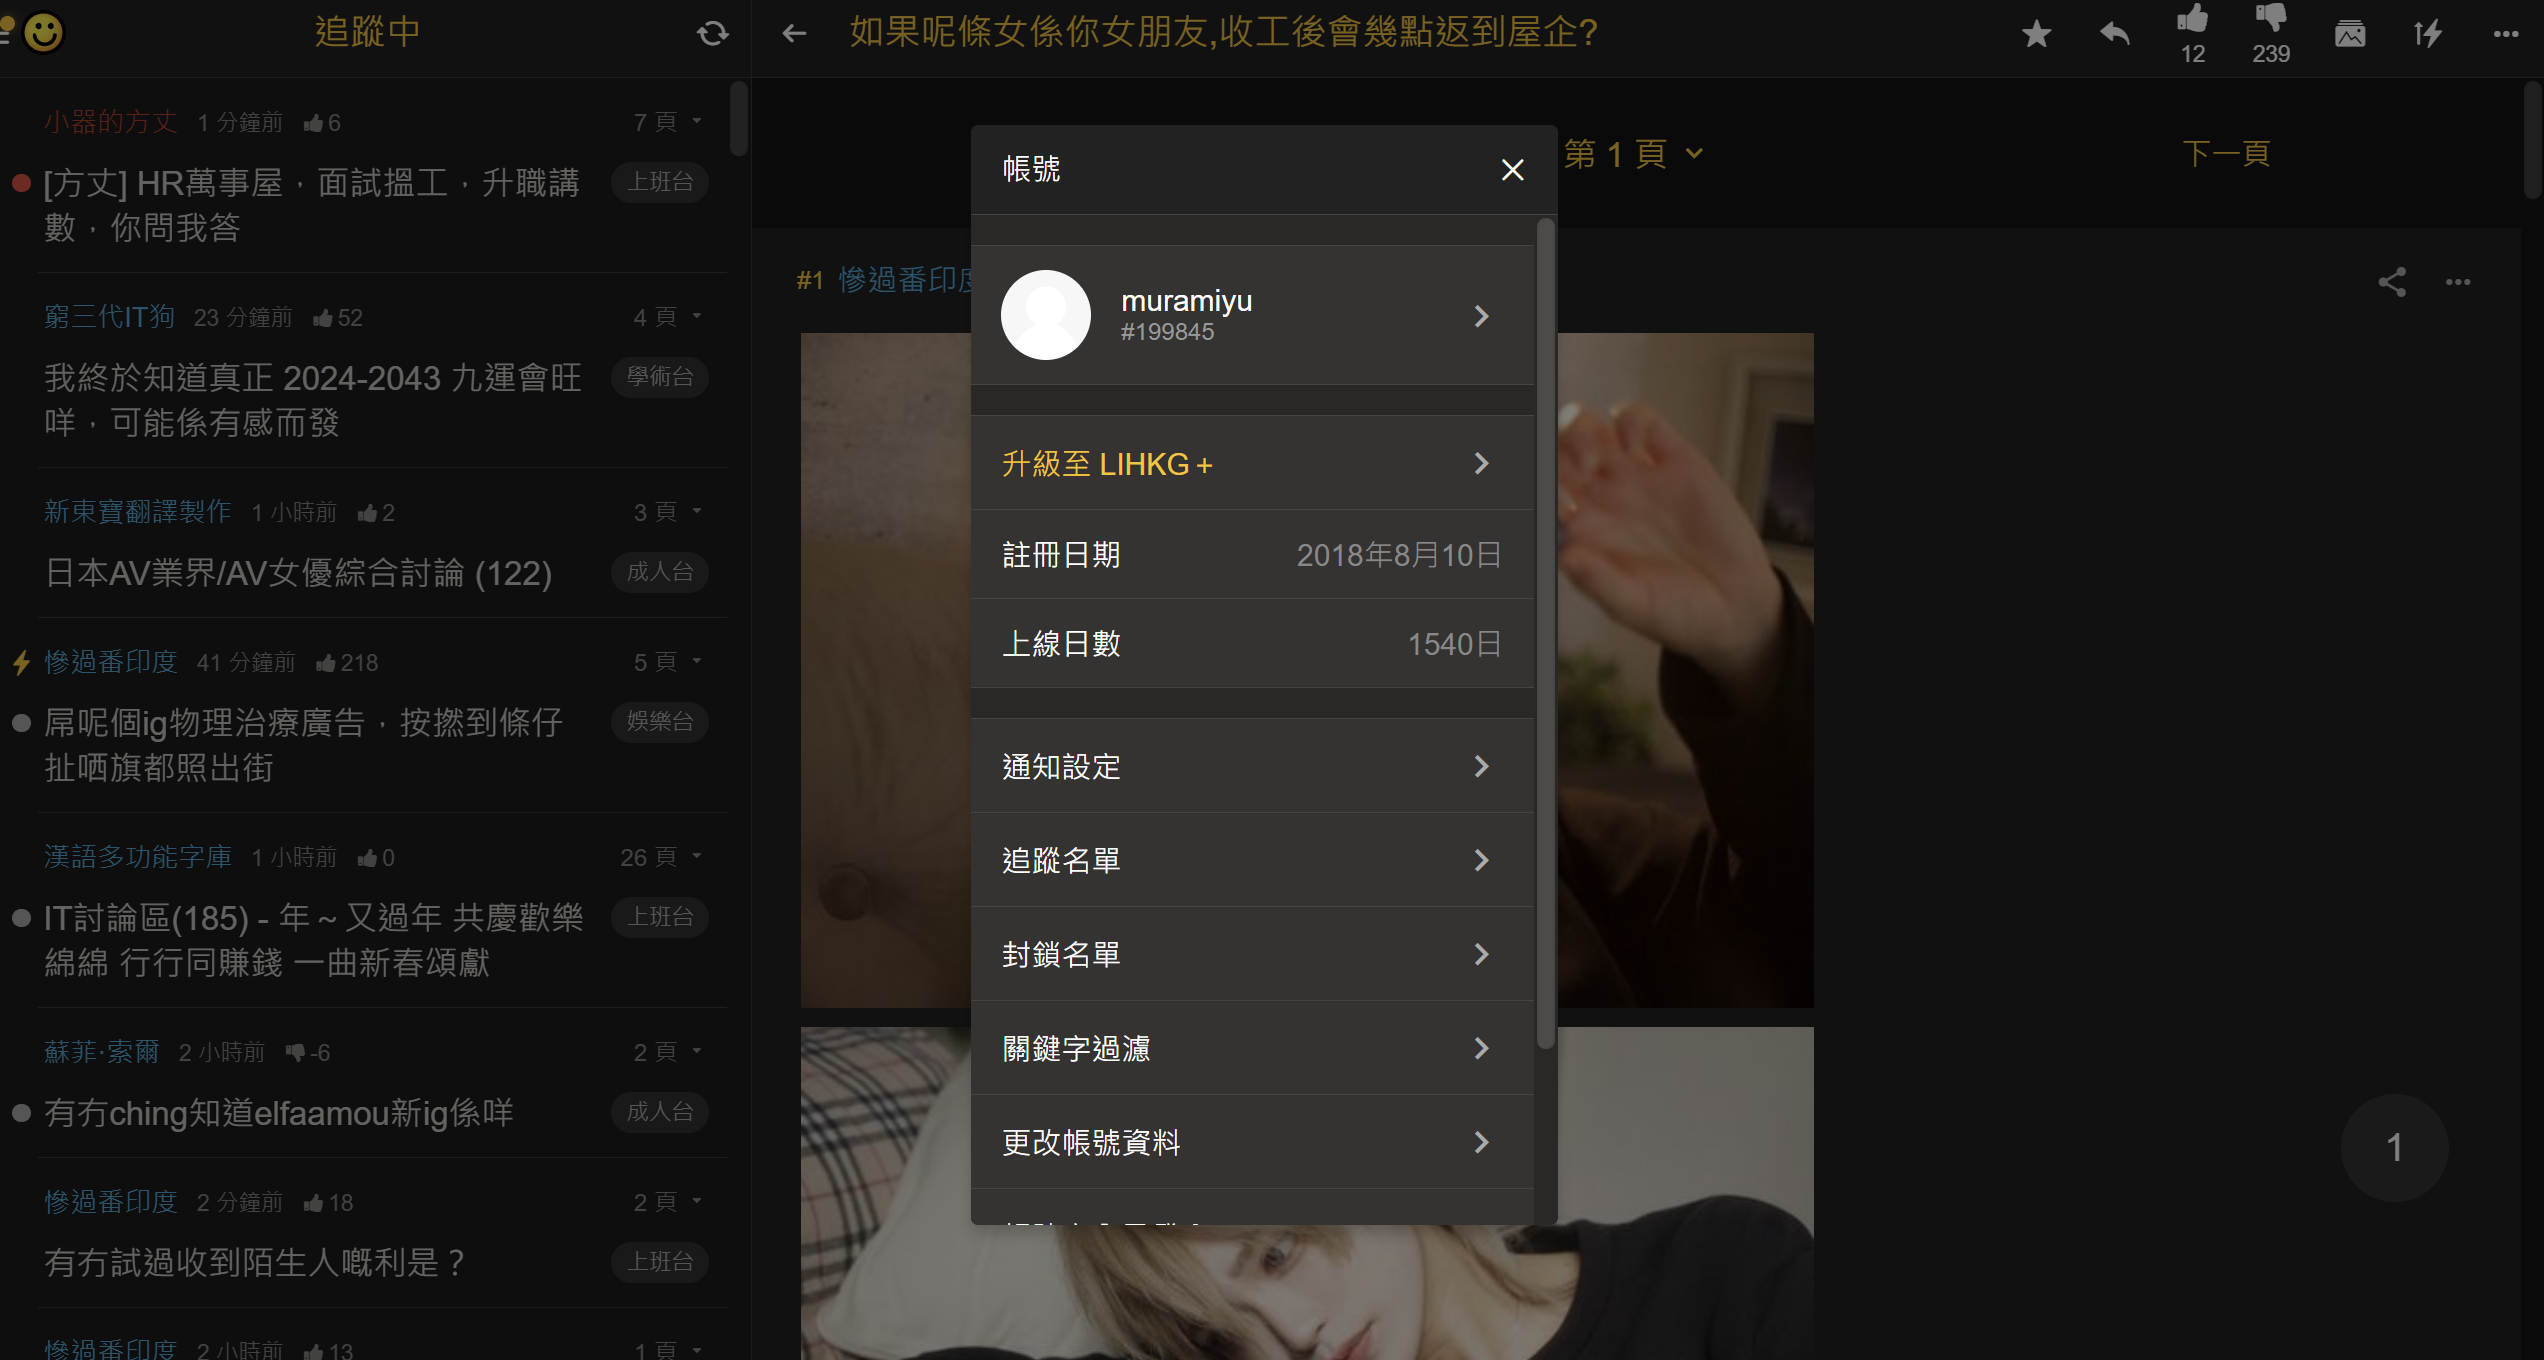 追蹤中
小器的方丈 1 分鐘前 6 7 頁
[方丈] HR萬事屋，面試搵工，升職講
數，你問我答
上班台
窮三代IT狗 23 分鐘前 52 4 頁
我終於知道真正 2024-2043 九運會旺
咩，可能係有感而發
學術台
新東寶翻譯製作 1 小時前 2 3 頁
日本AV業界/AV女優綜合討論 (122)
成人台
慘過番印度 41 分鐘前 218 5 頁
屌呢個ig物理治療廣告，按撚到條仔
扯哂旗都照出街
娛樂台
漢語多功能字庫 1 小時前 0 26 頁
IT討論區(185) - 年 ~ 又過年 共慶歡樂
綿綿 行行同賺錢 一曲新春頌獻
上班台
蘇菲·索爾 2 小時前 -6 2 頁
有冇ching知道elfaamou新ig係咩
成人台
慘過番印度 2 分鐘前 18 2 頁
有冇試過收到陌生人嘅利是？
上班台
慘過番印度 2 小時前 13 1 頁
如果呢條女係你女朋友,收工後會幾點返到屋企?
12
239
第 1 頁
下一頁
#1 慘過番印度
帳號
muramiyu
#199845
升級至 LIHKG +
註冊日期 2018年8月10日
上線日數 1540日
通知設定
追蹤名單
封鎖名單
關鍵字過濾
更改帳號資料
1